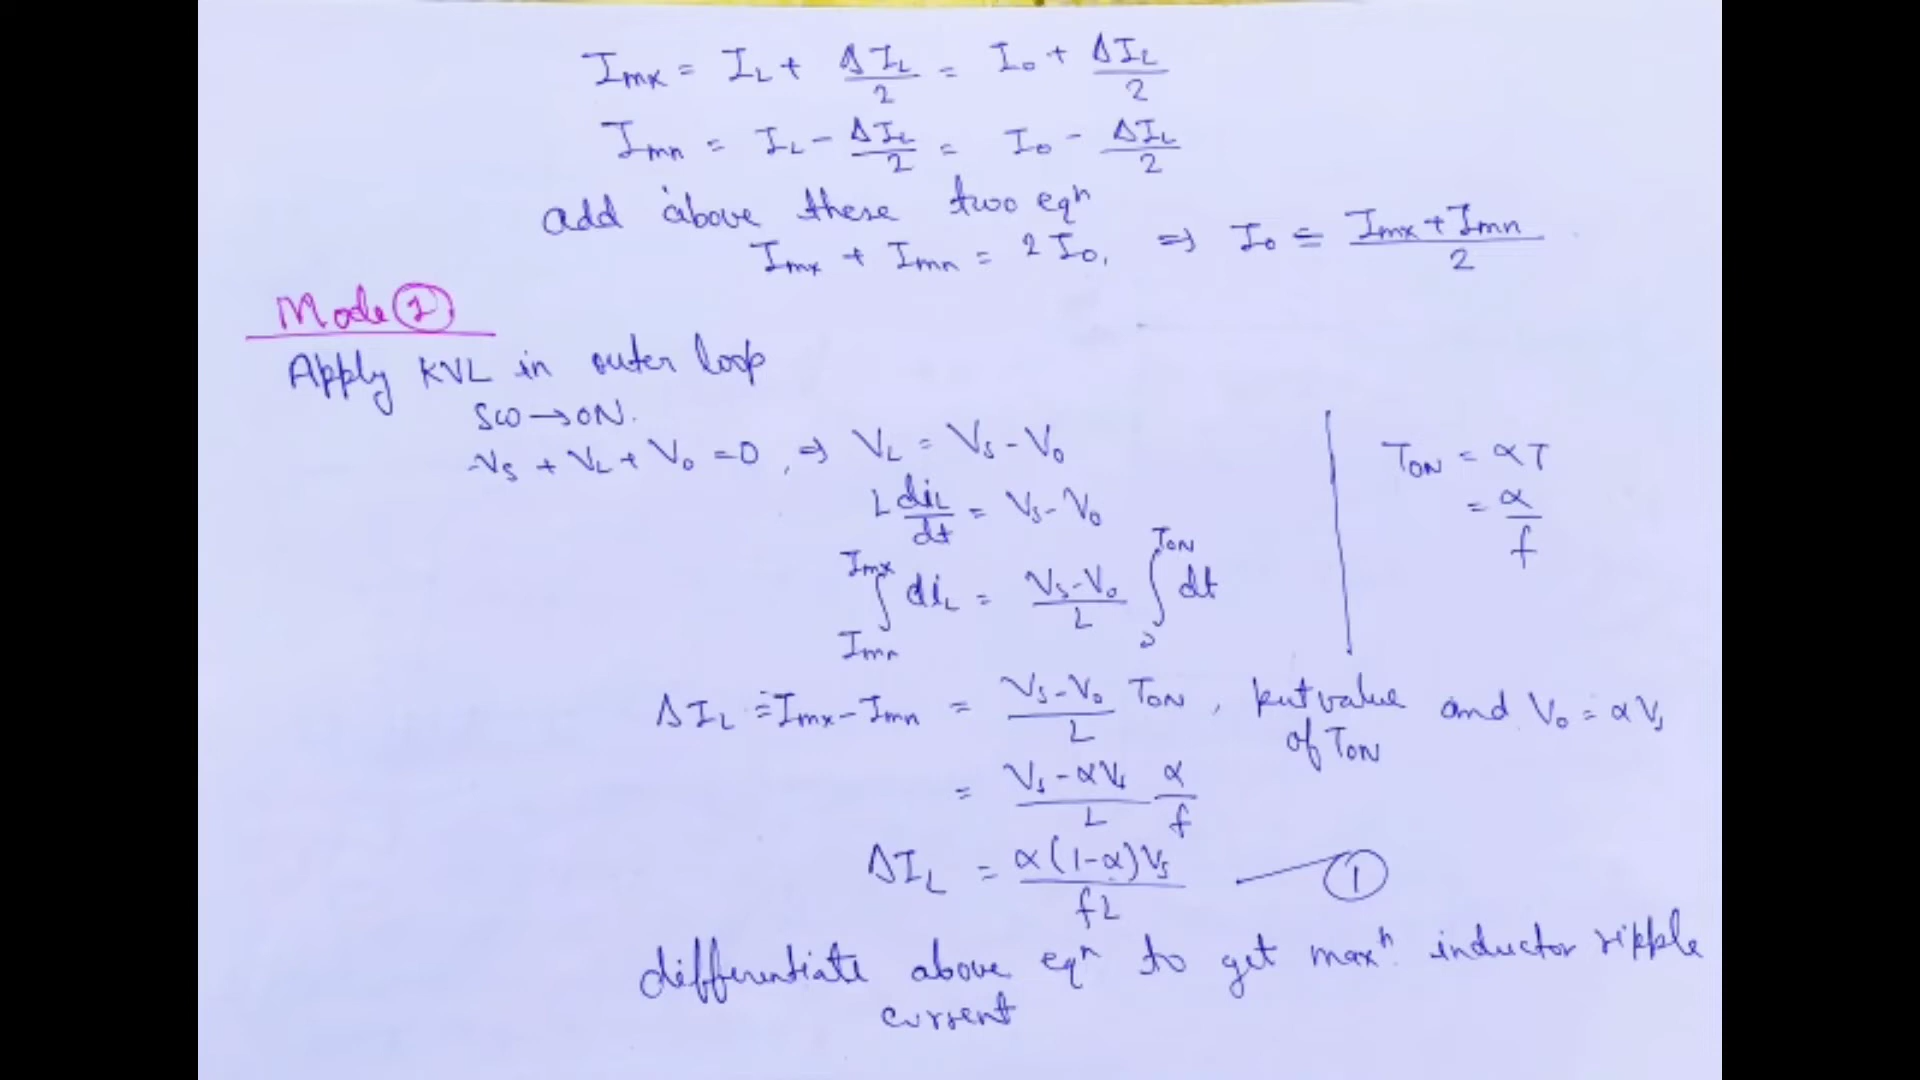 Imx = IL + ΔIL/2 = Io + ΔIL/2
Imn = IL - ΔIL/2 = Io - ΔIL/2
add above these two eqn
Imx + Imn = 2Io, ⇒ Io = (Imx + Imn)/2
Mode ①
Apply KVL in outer loop
SW → ON.
-Vs + VL + Vo = 0, ⇒ VL = Vs - Vo
L diL/dt = Vs - Vo
TON = αT
= α/f
∫_Imn^Imx diL = (Vs - Vo)/L ∫_0^TON dt
ΔIL = Imx - Imn = (Vs - Vo)/L TON, put value of TON and Vo = αVs
= (Vs - αVs)/L α/f
ΔIL = α(1-α)Vs/fL — ①
differentiate above eqn to get maxn. inductor ripple
current